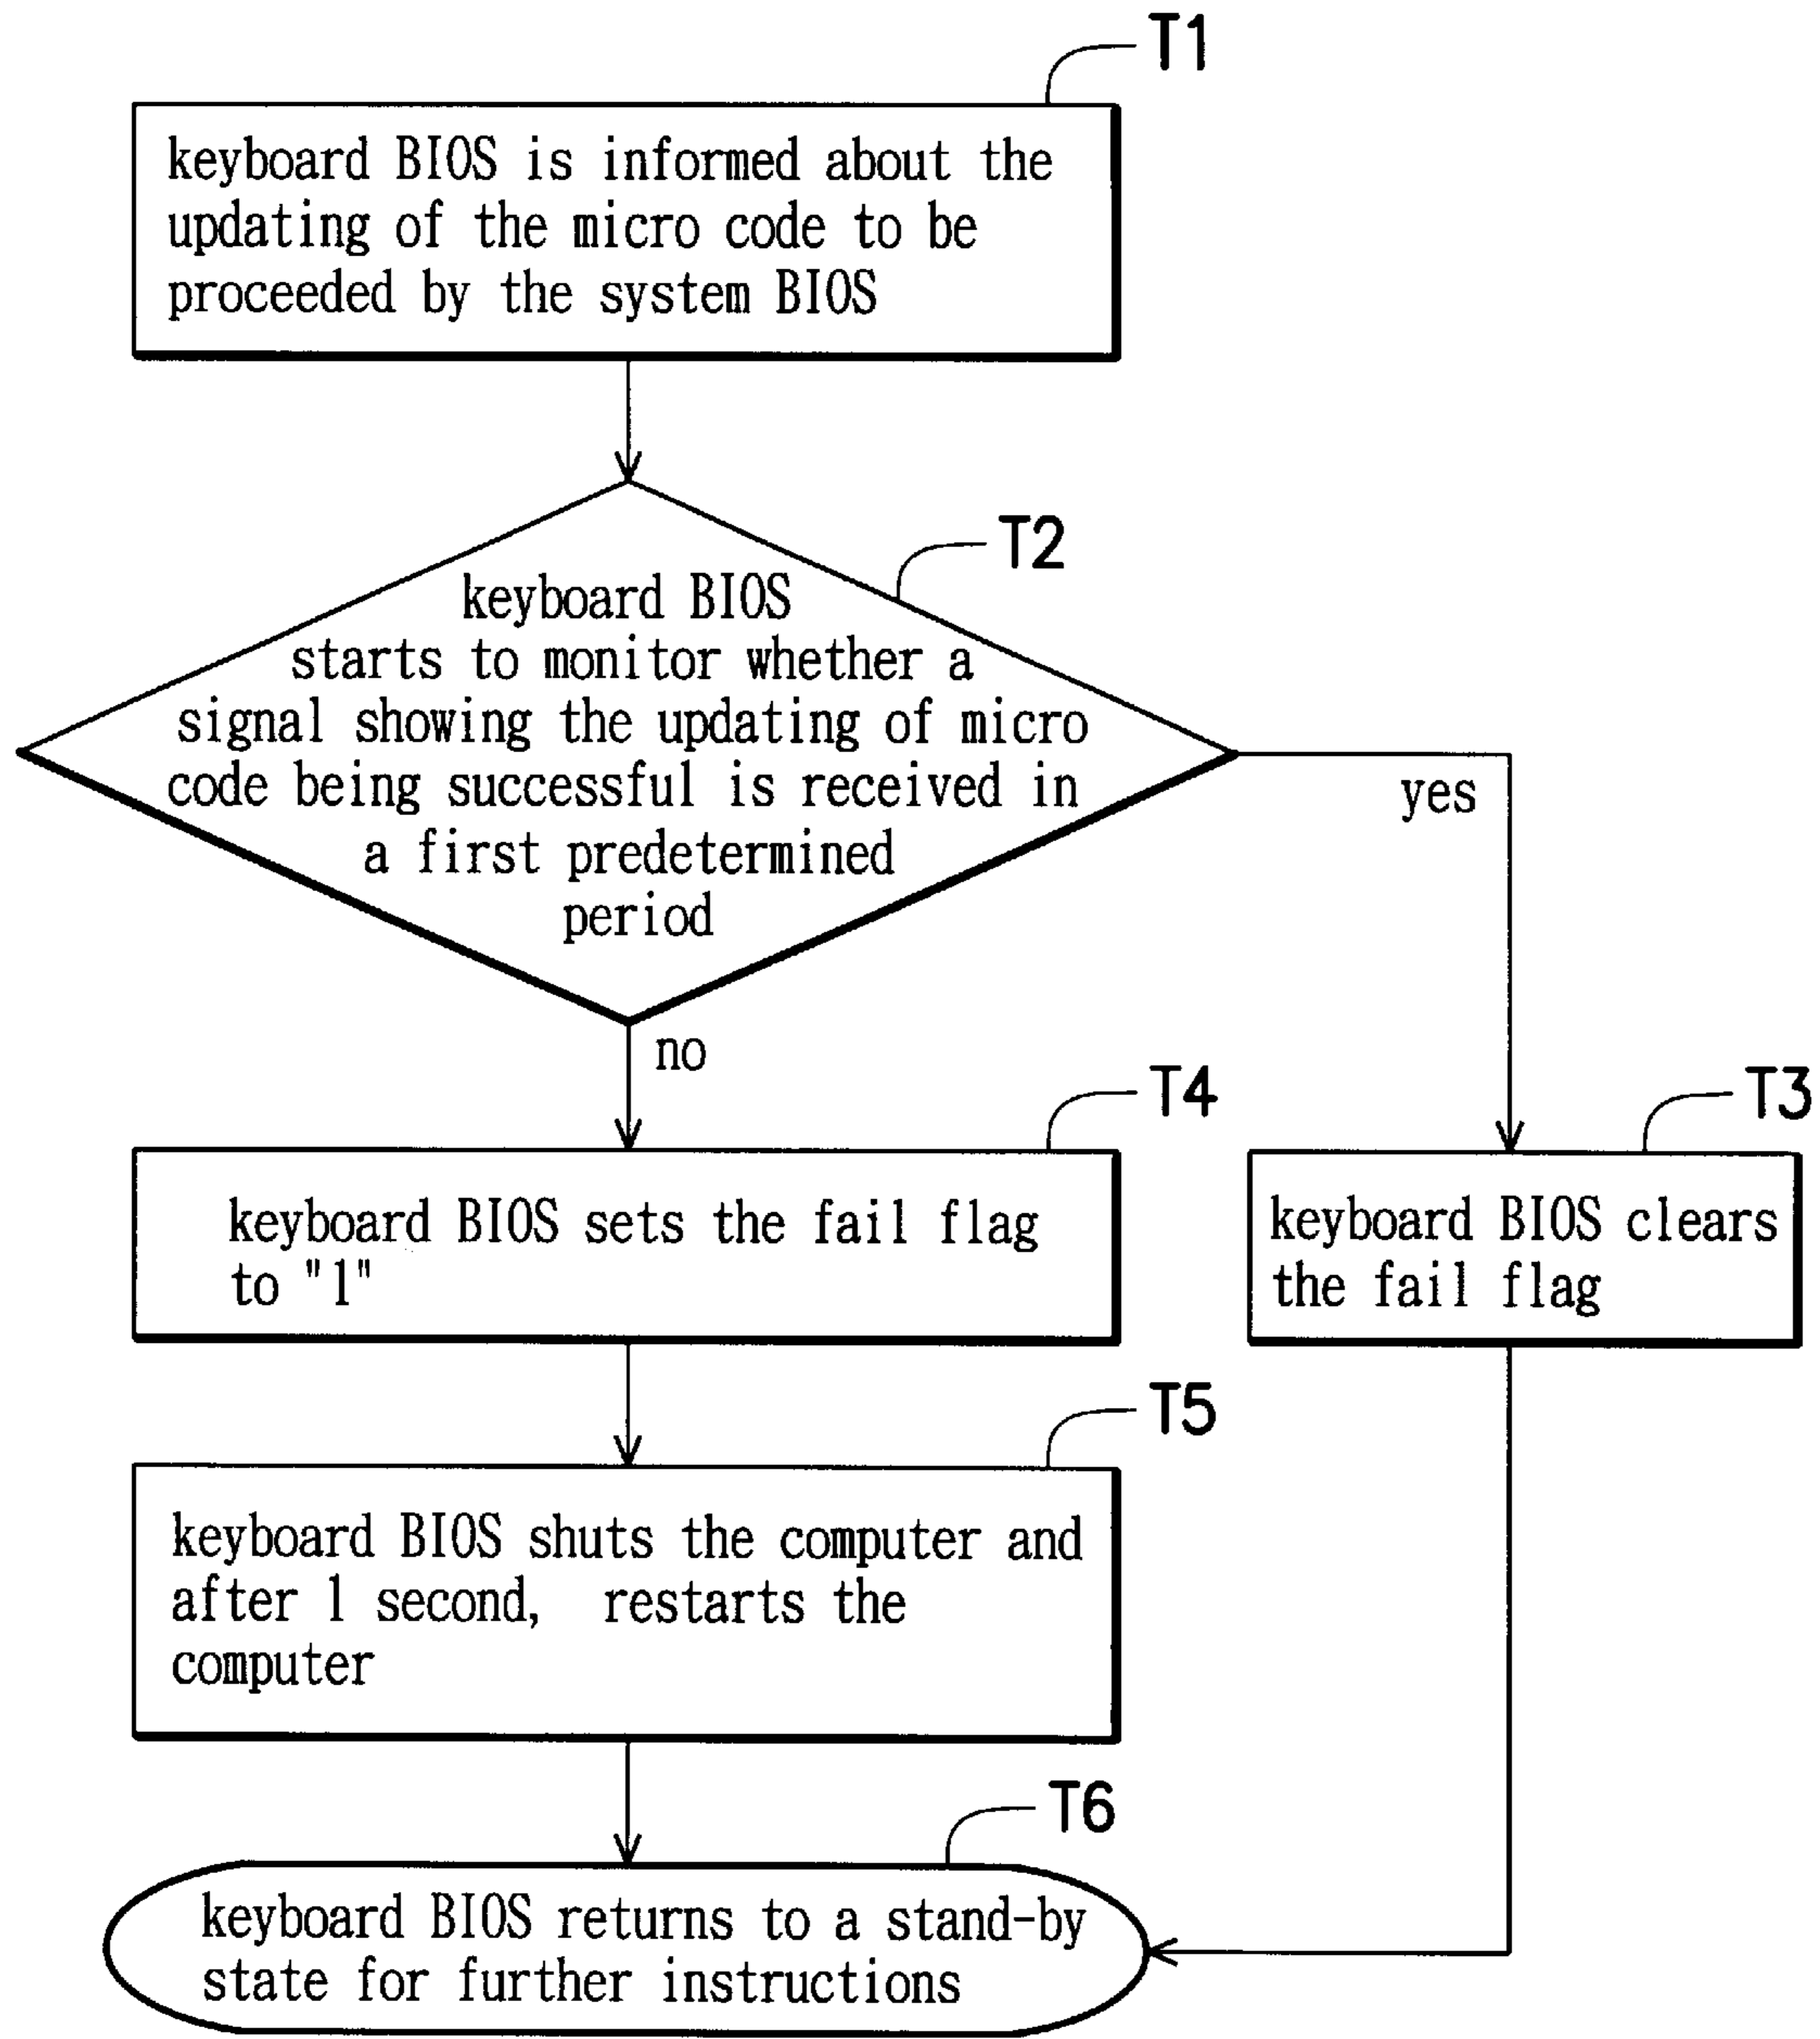 T1
keyboard BIOS is informed about the
updating of the micro code to be
proceeded by the system BIOS
T2
keyboard BIOS
starts to monitor whether a
signal showing the updating of micro
code being successful is received in
a first predetermined
period
yes
no
T4
T3
keyboard BIOS sets the fail flag
to "1"
keyboard BIOS clears
the fail flag
T5
keyboard BIOS shuts the computer and
after 1 second, restarts the
computer
T6
keyboard BIOS returns to a stand-by
state for further instructions